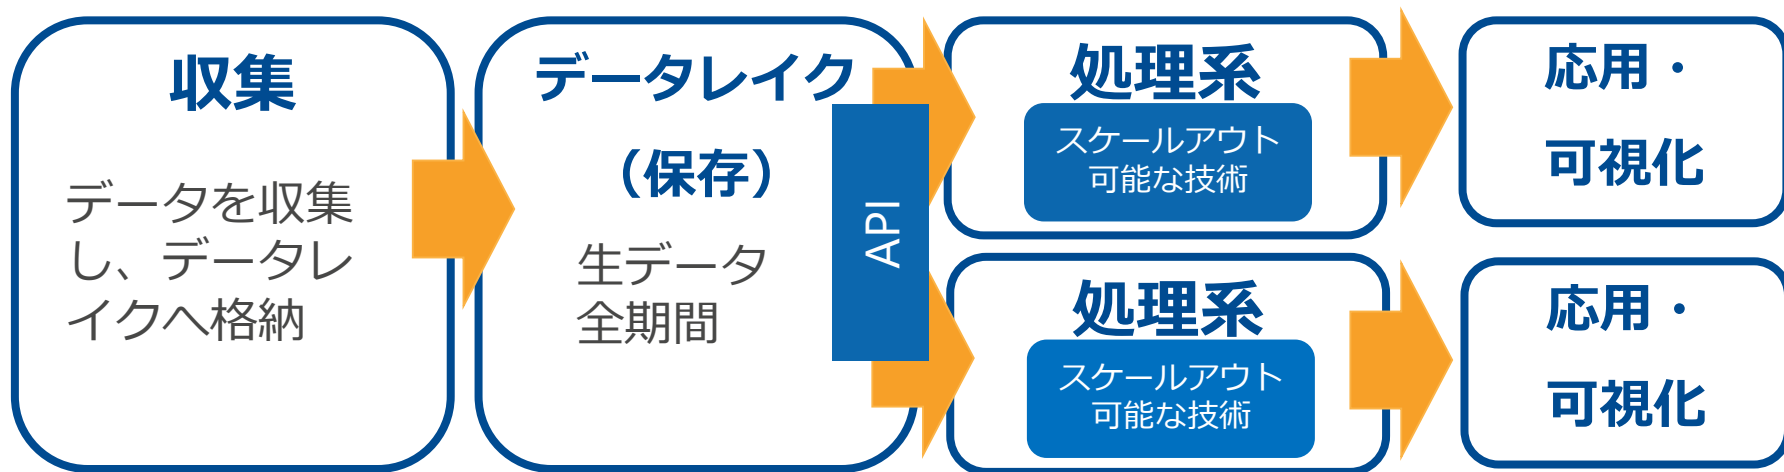 収集
データを収集
し、データレ
イクへ格納
データレイク
（保存）
生データ
全期間
API
処理系
スケールアウト
可能な技術
応用・
可視化
処理系
スケールアウト
可能な技術
応用・
可視化